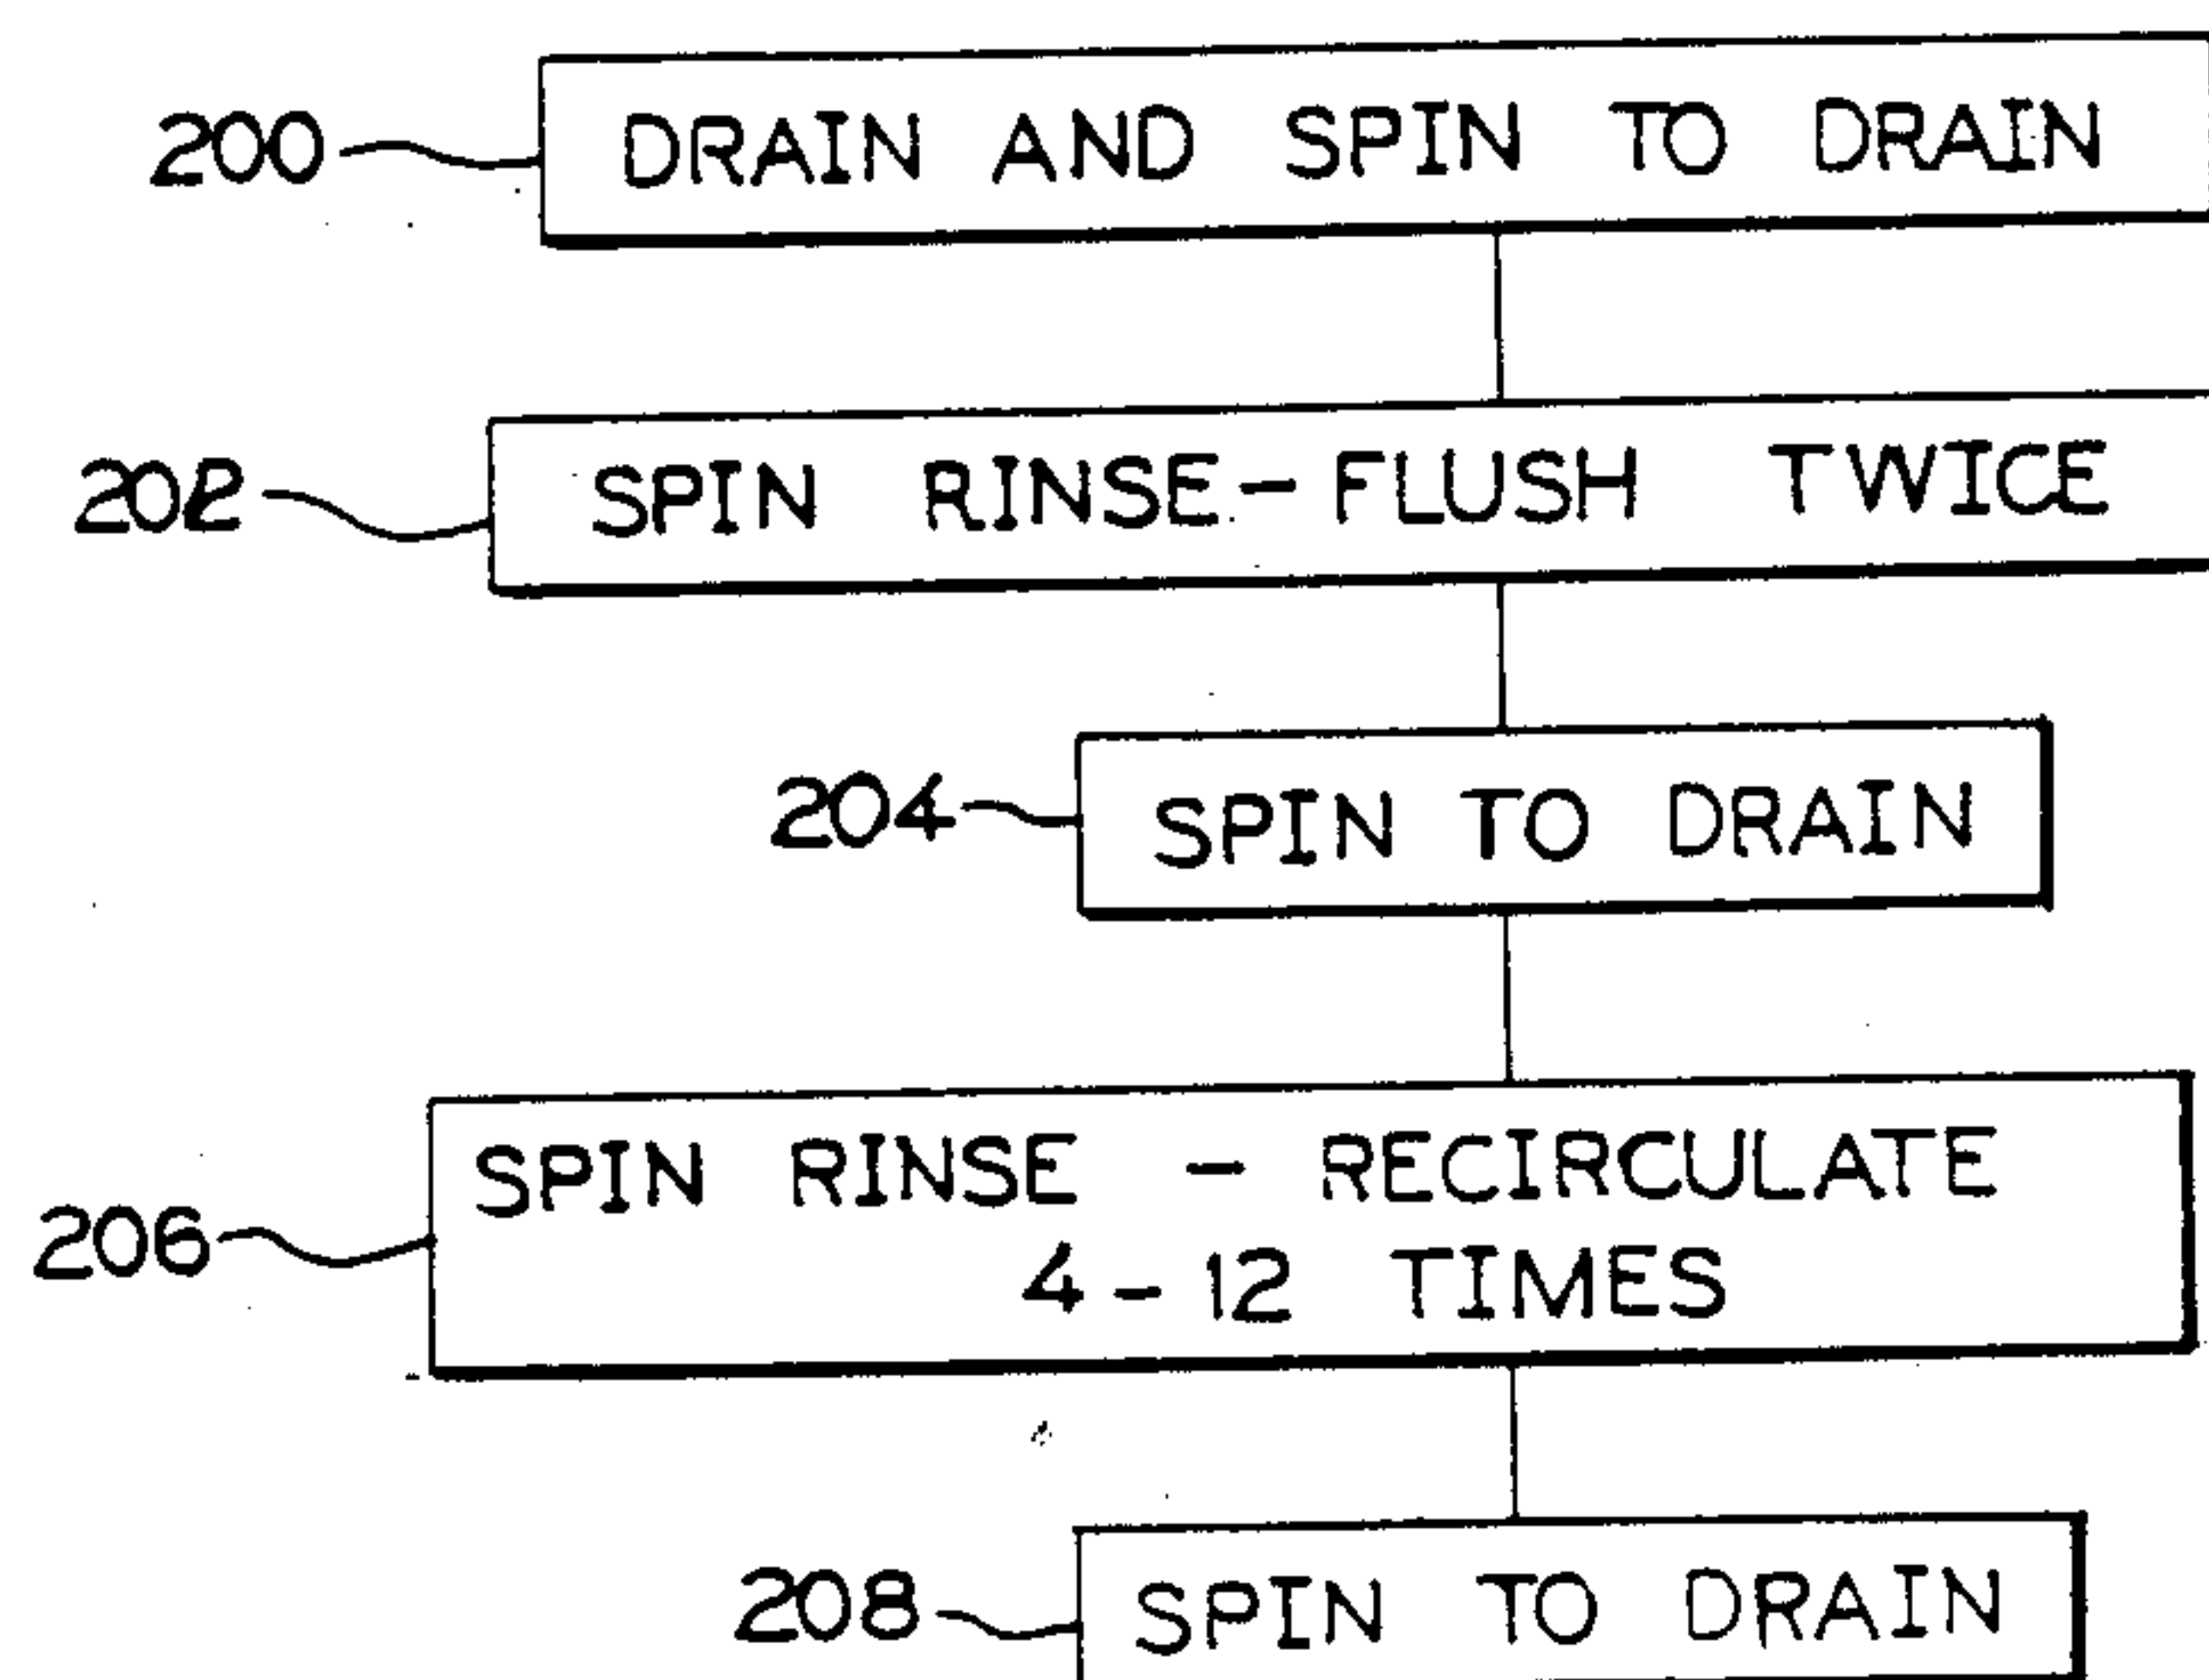 200 DRAIN AND SPIN TO DRAIN
202 SPIN RINSE-FLUSH TWICE
204 SPIN TO DRAIN
206 SPIN RINSE - RECIRCULATE
4-12 TIMES
208 SPIN TO DRAIN